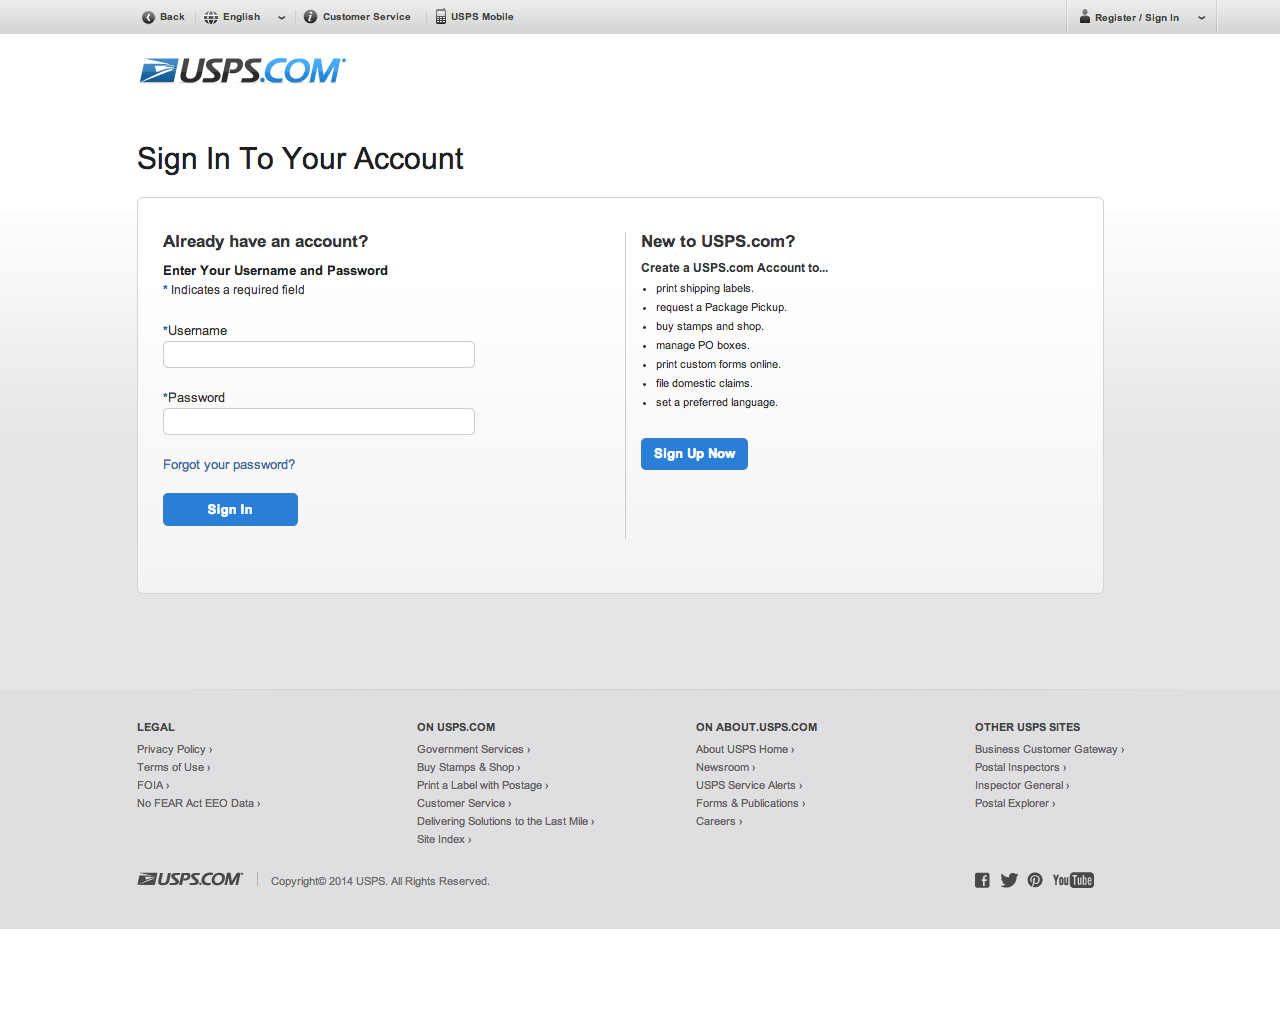 Back
English
Customer Service
USPS Mobile
Register / Sign In
USPS.COM
Sign In To Your Account
Already have an account?
Enter Your Username and Password
* Indicates a required field
*Username
*Password
Forgot your password?
Sign In
New to USPS.com?
Create a USPS.com Account to...
• print shipping labels.
• request a Package Pickup.
• buy stamps and shop.
• manage PO boxes.
• print custom forms online.
• file domestic claims.
• set a preferred language.
Sign Up Now
LEGAL
Privacy Policy ›
Terms of Use ›
FOIA ›
No FEAR Act EEO Data ›
ON USPS.COM
Government Services ›
Buy Stamps & Shop ›
Print a Label with Postage ›
Customer Service ›
Delivering Solutions to the Last Mile ›
Site Index ›
ON ABOUT.USPS.COM
About USPS Home ›
Newsroom ›
USPS Service Alerts ›
Forms & Publications ›
Careers ›
OTHER USPS SITES
Business Customer Gateway ›
Postal Inspectors ›
Inspector General ›
Postal Explorer ›
USPS.COM
Copyright© 2014 USPS. All Rights Reserved.
You Tube